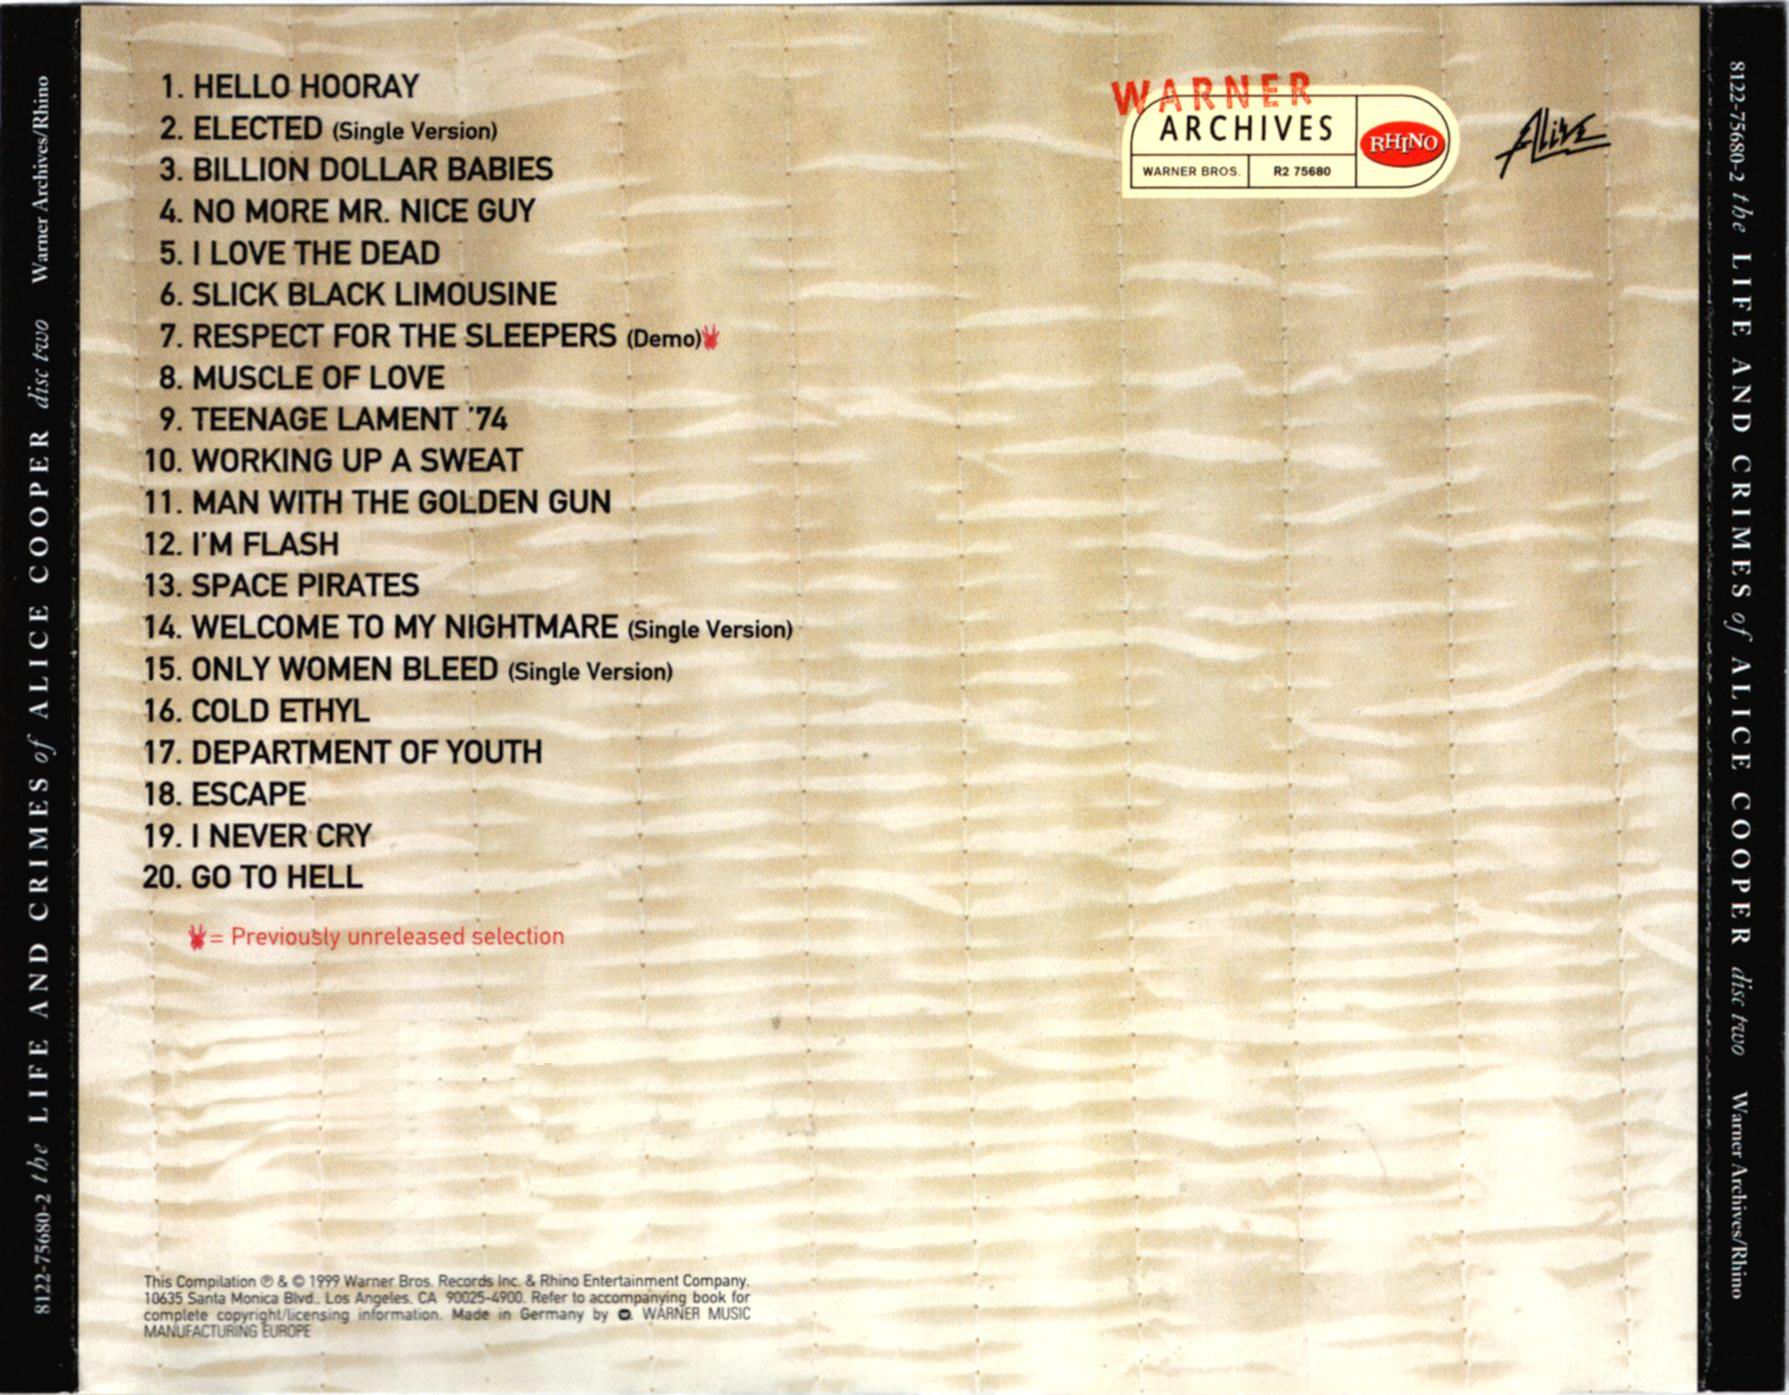 1. HELLO HOORAY
2. ELECTED (Single Version)
3. BILLION DOLLAR BABIES
4. NO MORE MR. NICE GUY
5. I LOVE THE DEAD
6. SLICK BLACK LIMOUSINE
7. RESPECT FOR THE SLEEPERS (Demo)
8. MUSCLE OF LOVE
9. TEENAGE LAMENT '74
10. WORKING UP A SWEAT
11. MAN WITH THE GOLDEN GUN
12. I'M FLASH
13. SPACE PIRATES
14. WELCOME TO MY NIGHTMARE (Single Version)
15. ONLY WOMEN BLEED (Single Version)
16. COLD ETHYL
17. DEPARTMENT OF YOUTH
18. ESCAPE
19. I NEVER CRY
20. GO TO HELL
= Previously unreleased selection
This Compilation ℗ & © 1999 Warner Bros. Records Inc. & Rhino Entertainment Company,
10635 Santa Monica Blvd., Los Angeles, CA 90025-4900. Refer to accompanying book for
complete copyright/licensing information. Made in Germany by WARNER MUSIC
MANUFACTURING EUROPE
WARNER
ARCHIVES
WARNER BROS.
R2 75680
RHINO
Alive
8122-75680-2 the LIFE AND CRIMES of ALICE COOPER disc two Warner Archives/Rhino
8122-75680-2 the LIFE AND CRIMES of ALICE COOPER disc two Warner Archives/Rhino